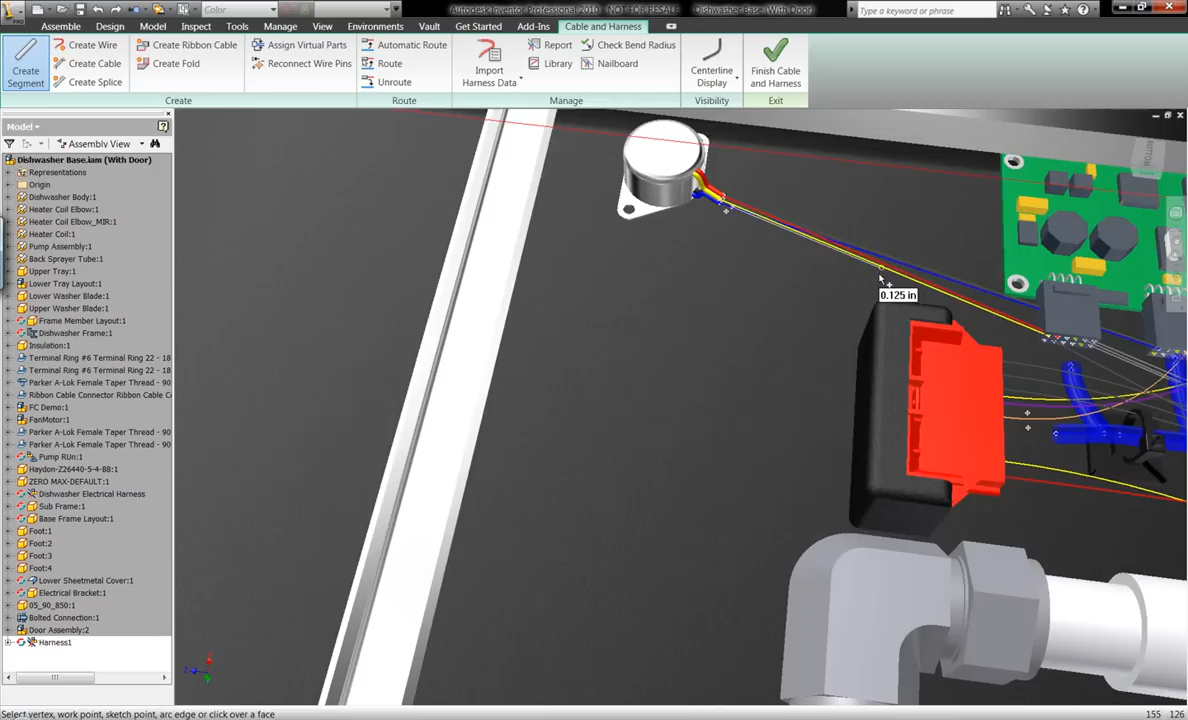 Color
Autodesk Inventor Professional 2010 - NOT FOR RESALE
Dishwasher Base (With Door)
Type a keyword or phrase
PRO
Assembly
Design
Model
Inspect
Tools
Manage
View
Environments
Vault
Get Started
Add-Ins
Cable and Harness
Create Segment
Create Wire
Create Cable
Create Splice
Create Ribbon Cable
Create Fold
Assign Virtual Parts
Reconnect Wire Pins
Automatic Route
Route
Unroute
Import Harness Data
Report
Library
Check Bend Radius
Nailboard
Centerline Display
Finish Cable and Harness
Create
Route
Manage
Visibility
Exit
Model
Assembly View
Dishwasher Base.iam (With Door)
Representations
Origin
Dishwasher Body:1
Heater Coil Elbow:1
Heater Coil Elbow_MIR:1
Heater Coil:1
Pump Assembly:1
Back Sprayer Tube:1
Upper Tray:1
Lower Tray Layout:1
Lower Washer Blade:1
Upper Washer Blade:1
Frame Member Layout:1
Dishwasher Frame:1
Insulation:1
Terminal Ring #6 Terminal Ring 22 - 18
Terminal Ring #6 Terminal Ring 22 - 18
Parker A-Lok Female Taper Thread - 90
Ribbon Cable Connector Ribbon Cable C
FC Demo:1
FanMotor:1
Parker A-Lok Female Taper Thread - 90
Parker A-Lok Female Taper Thread - 90
Pump RUn:1
Haydon-Z26440-5-4-BB:1
ZERO MAX-DEFAULT:1
Dishwasher Electrical Harness
Sub Frame:1
Base Frame Layout:1
Foot:1
Foot:2
Foot:3
Foot:4
Lower Sheetmetal Cover:1
Electrical Bracket:1
05_90_850:1
Bolted Connection:1
Door Assembly:2
Harness1
0.125 in
Select vertex, work point, sketch point, arc edge or click over a face
155 126